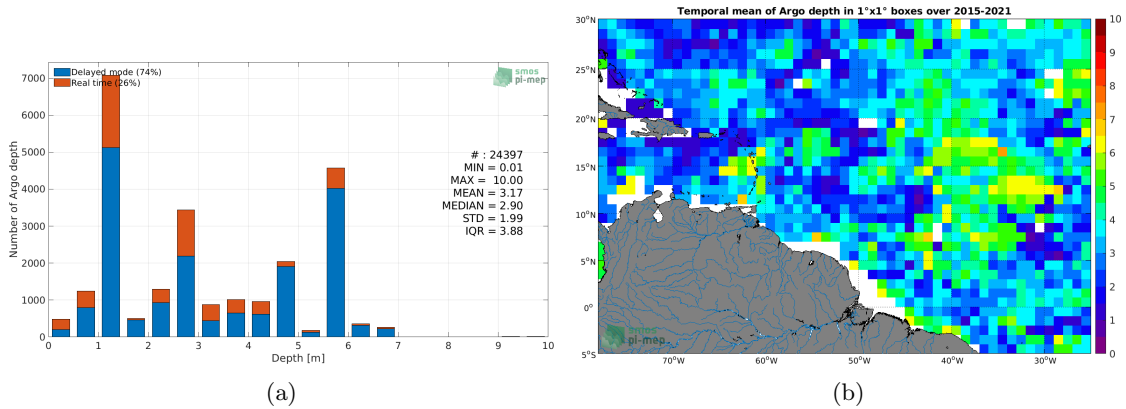 Delayed mode (74%)
Real time (26%)
smos
pi-mep
# : 24397
MIN = 0.01
MAX = 10.00
MEAN = 3.17
MEDIAN = 2.90
STD = 1.99
IQR = 3.88
Number of Argo depth
7000
6000
5000
4000
3000
2000
1000
0
0 1 2 3 4 5 6 7 8 9 10
Depth [m]
(a)
Temporal mean of Argo depth in 1°x1° boxes over 2015-2021
30°N
25°N
20°N
15°N
10°N
5°N
0°
5°S
70°W 60°W 50°W 40°W 30°W
smos
pi-mep
10
9
8
7
6
5
4
3
2
1
0
(b)